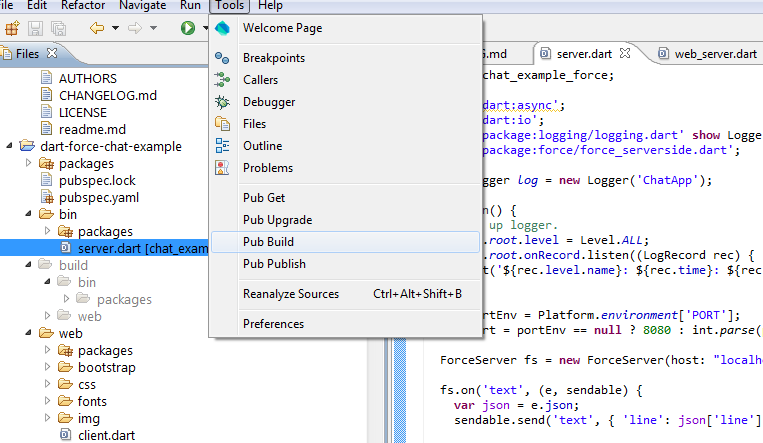 File Edit Refactor Navigate Run Tools Help
Files
AUTHORS
CHANGELOG.md
LICENSE
readme.md
dart-force-chat-example
packages
pubspec.lock
pubspec.yaml
bin
packages
server.dart [chat_exam
build
bin
packages
web
web
packages
bootstrap
css
fonts
img
client.dart
Welcome Page
Breakpoints
Callers
Debugger
Files
Outline
Problems
Pub Get
Pub Upgrade
Pub Build
Pub Publish
Reanalyze Sources Ctrl+Alt+Shift+B
Preferences
G.md server.dart web_server.dart
chat_example_force;
dart:async';
dart:io';
package:logging/logging.dart' show Logger
package:force/force_serverside.dart';
gger log = new Logger('ChatApp');
n() {
up logger.
.root.level = Level.ALL;
.root.onRecord.listen((LogRecord rec) {
t('${rec.level.name}: ${rec.time}: ${rec
ortEnv = Platform.environment['PORT'];
rt = portEnv == null ? 8080 : int.parse(
ForceServer fs = new ForceServer(host: "localh
fs.on('text', (e, sendable) {
var json = e.json;
sendable.send('text', { 'line': json['line']